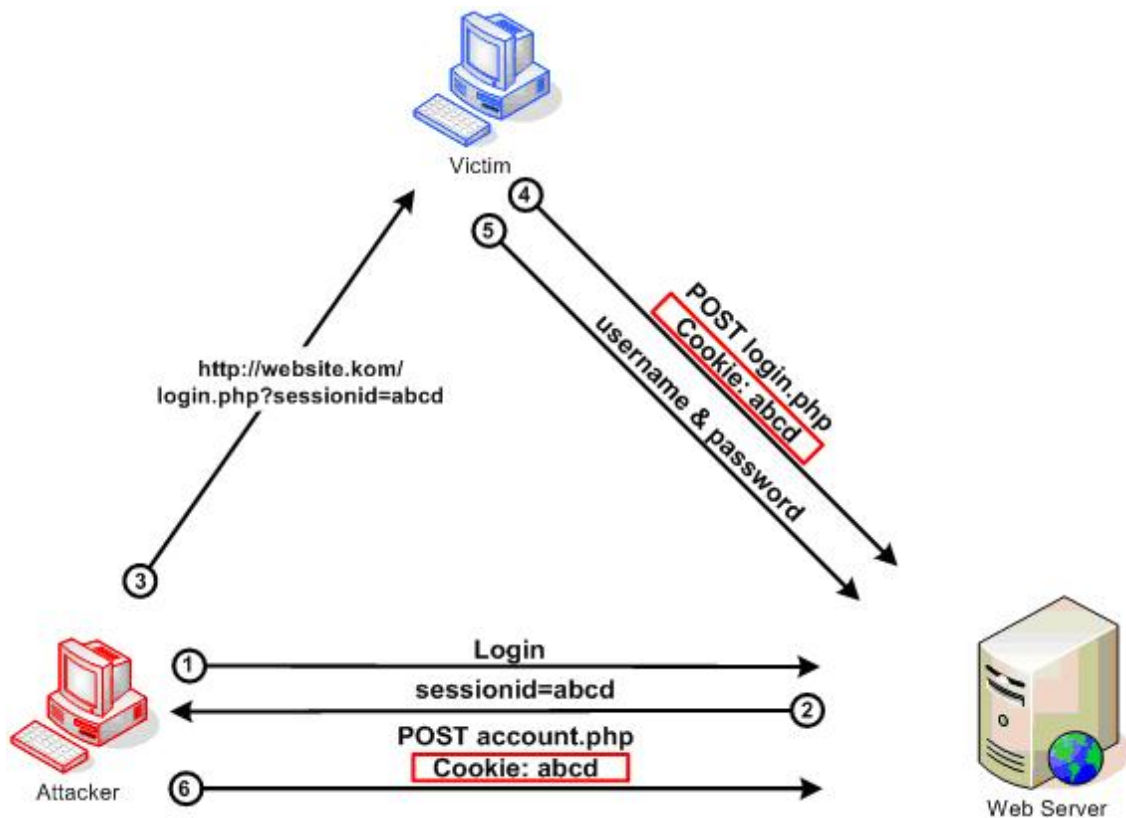 Victim
4
5
POST login.php
Cookie: abcd
username & password
http://website.kom/
login.php?sessionid=abcd
3
1
Login
sessionid=abcd
2
POST account.php
Cookie: abcd
6
Attacker
Web Server